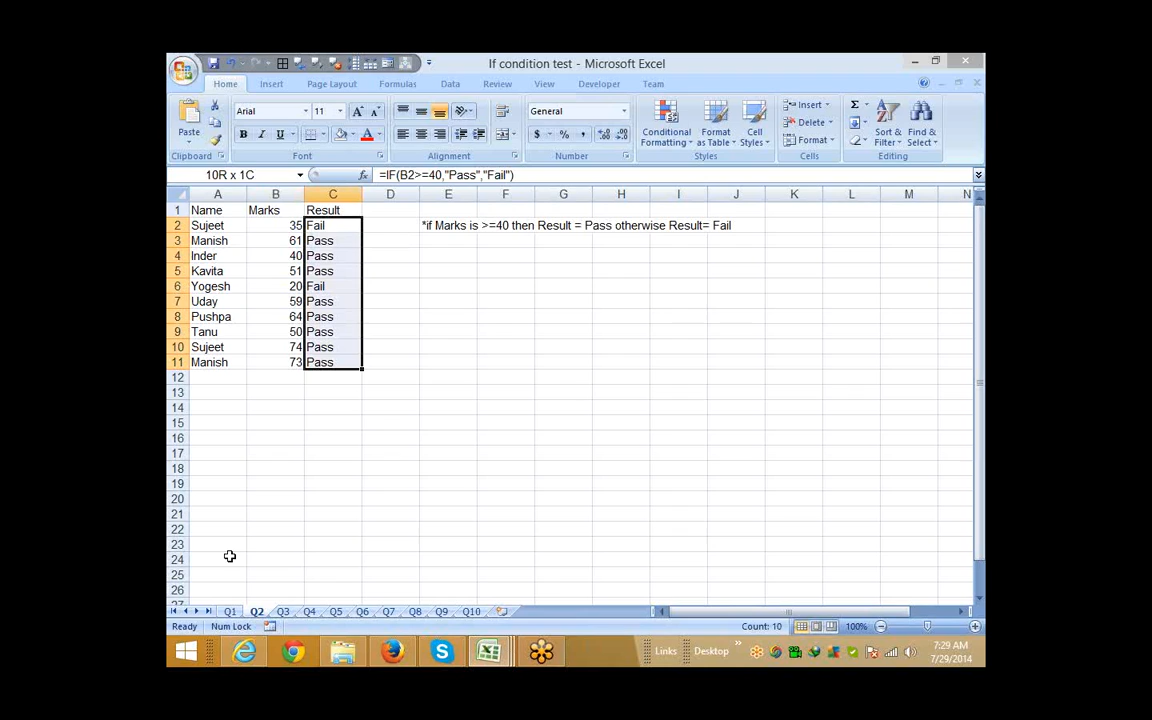 If condition test - Microsoft Excel
Home Insert Page Layout Formulas Data Review View Developer Team
Paste
Clipboard
Arial 11
B I U A
Font
Alignment
General
$ % ,
Number
Conditional Formatting
Format as Table
Cell Styles
Styles
Insert
Delete
Format
Cells
Σ
Sort & Filter
Find & Select
Editing
10R x 1C fx =IF(B2>=40,"Pass","Fail")
A B C D E F G H I J K L M N
1 Name Marks Result
2 Sujeet 35 Fail *if Marks is >=40 then Result = Pass otherwise Result= Fail
3 Manish 61 Pass
4 Inder 40 Pass
5 Kavita 51 Pass
6 Yogesh 20 Fail
7 Uday 59 Pass
8 Pushpa 64 Pass
9 Tanu 50 Pass
10 Sujeet 74 Pass
11 Manish 73 Pass
12
13
14
15
16
17
18
19
20
21
22
23
24
25
26
27
Q1 Q2 Q3 Q4 Q5 Q6 Q7 Q8 Q9 Q10
Ready Num Lock Count: 10 100%
Links Desktop » 7:29 AM
7/29/2014